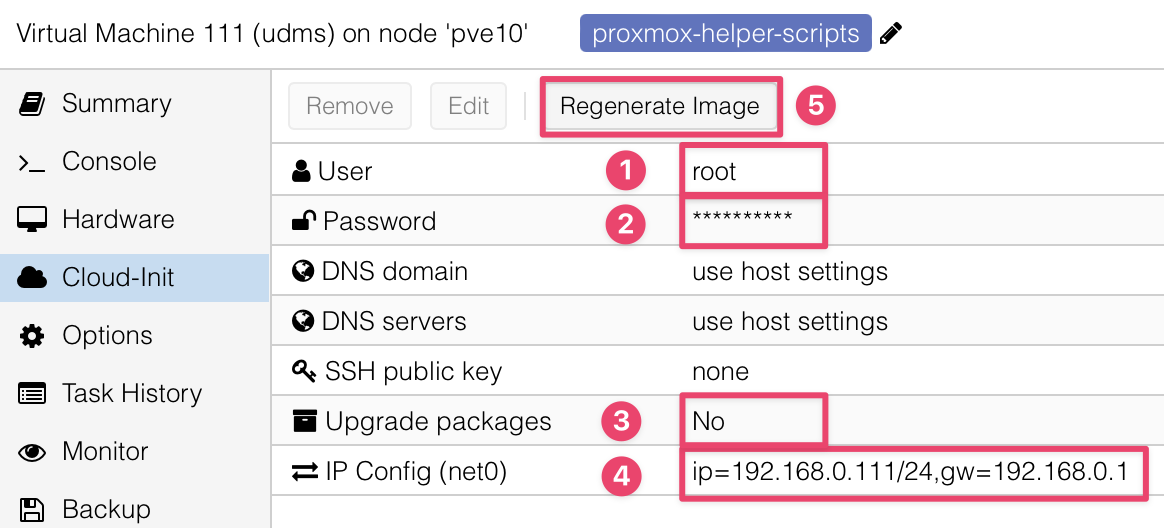 Virtual Machine 111 (udms) on node 'pve10' proxmox-helper-scripts
Summary
Console
Hardware
Cloud-Init
Options
Task History
Monitor
Backup
Remove Edit Regenerate Image 5
User 1 root
Password 2 **********
DNS domain use host settings
DNS servers use host settings
SSH public key none
Upgrade packages 3 No
IP Config (net0) 4 ip=192.168.0.111/24,gw=192.168.0.1